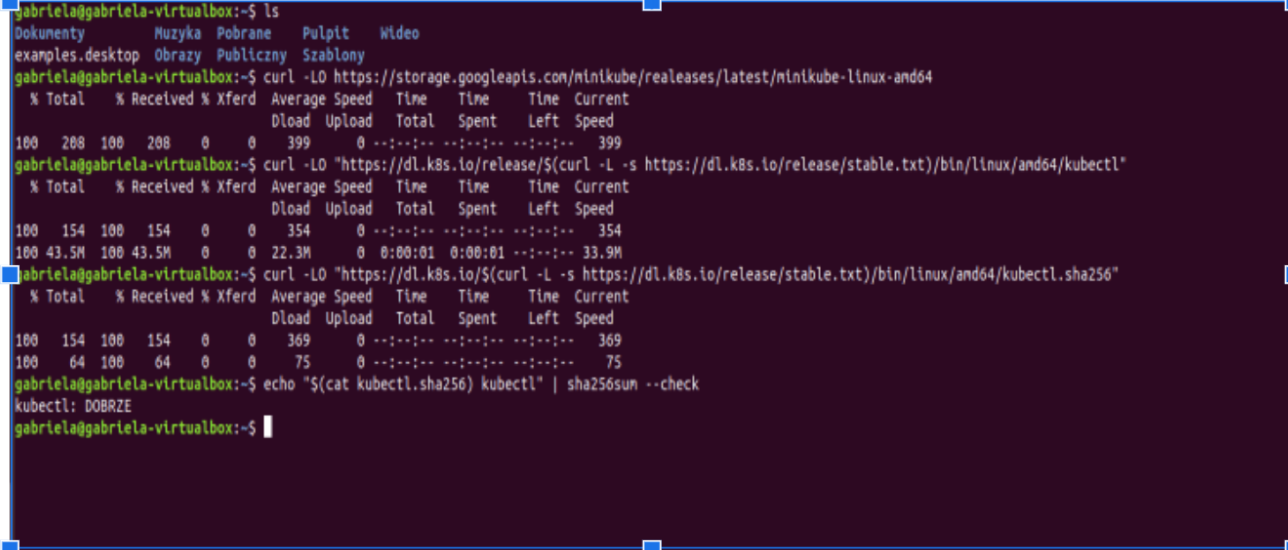 gabriela@gabriela-virtualbox:~$ ls
Dokumenty         Muzyka  Pobrane    Pulpit    Wideo
examples.desktop  Obrazy  Publiczny  Szablony
gabriela@gabriela-virtualbox:~$ curl -LO https://storage.googleapis.com/minikube/realeases/latest/minikube-linux-amd64
  % Total    % Received % Xferd  Average Speed   Time    Time     Time  Current
                                 Dload  Upload   Total   Spent    Left  Speed
100   208  100   208    0     0    399      0 --:--:-- --:--:-- --:--:--   399
gabriela@gabriela-virtualbox:~$ curl -LO "https://dl.k8s.io/release/$(curl -L -s https://dl.k8s.io/release/stable.txt)/bin/linux/amd64/kubectl"
  % Total    % Received % Xferd  Average Speed   Time    Time     Time  Current
                                 Dload  Upload   Total   Spent    Left  Speed
100   154  100   154    0     0    354      0 --:--:-- --:--:-- --:--:--   354
100 43.5M  100 43.5M    0     0  22.3M      0  0:00:01  0:00:01 --:--:-- 33.9M
gabriela@gabriela-virtualbox:~$ curl -LO "https://dl.k8s.io/$(curl -L -s https://dl.k8s.io/release/stable.txt)/bin/linux/amd64/kubectl.sha256"
  % Total    % Received % Xferd  Average Speed   Time    Time     Time  Current
                                 Dload  Upload   Total   Spent    Left  Speed
100   154  100   154    0     0    369      0 --:--:-- --:--:-- --:--:--   369
100    64  100    64    0     0     75      0 --:--:-- --:--:-- --:--:--    75
gabriela@gabriela-virtualbox:~$ echo "$(cat kubectl.sha256) kubectl" | sha256sum --check
kubectl: DOBRZE
gabriela@gabriela-virtualbox:~$